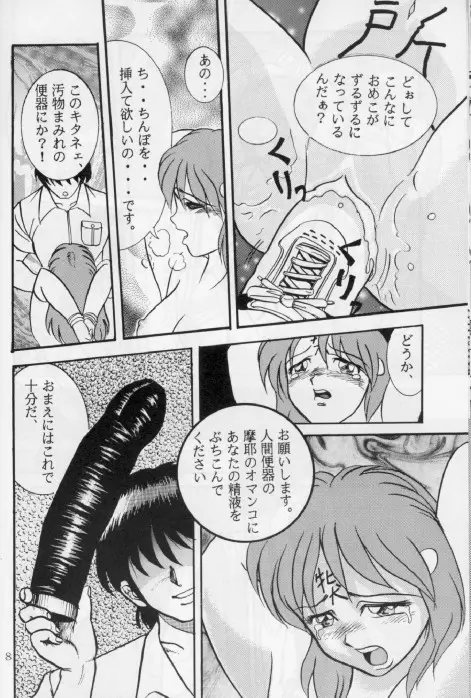 所
どぉして
こんなに
おめこが
ずるずるに
なっている
んだぁ?
くりっ
くりっ
あの・・・
ち・・ちんぽを・
挿入て欲しいの・・・・です。
このキタネェ、
汚物まみれの
便器にか?!
どうか、
お願いします。
人間便器の
摩耶のオマンコに
あなたの精液を
ぶちこんで
ください
牝
おまえにはこれで
十分だ、
8